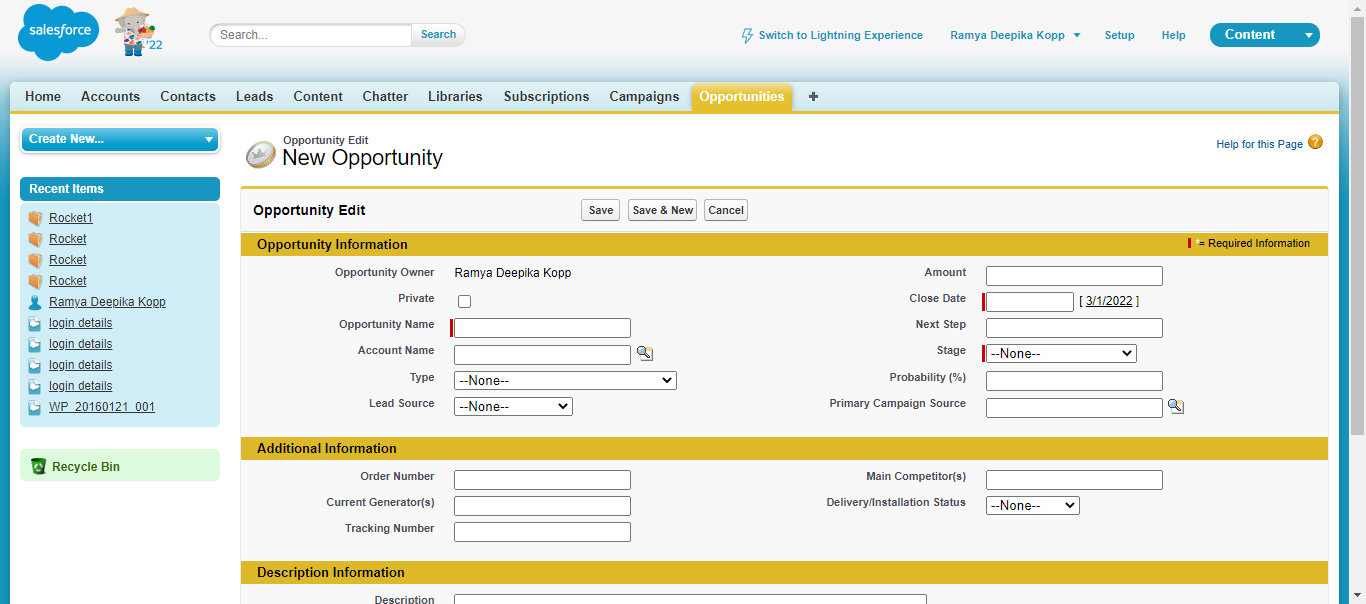 salesforce
'22
Search...
Search
Switch to Lightning Experience
Ramya Deepika Kopp
Setup
Help
Content
Home
Accounts
Contacts
Leads
Content
Chatter
Libraries
Subscriptions
Campaigns
Opportunities
+
Create New...
Recent Items
Rocket1
Rocket
Rocket
Rocket
Ramya Deepika Kopp
login details
login details
login details
login details
WP_20160121_001
Recycle Bin
Opportunity Edit
New Opportunity
Help for this Page ?
Opportunity Edit
Save
Save & New
Cancel
Opportunity Information
= Required Information
Opportunity Owner
Ramya Deepika Kopp
Amount
Private
Close Date
[ 3/1/2022 ]
Opportunity Name
Next Step
Account Name
Stage
--None--
Type
--None--
Probability (%)
Lead Source
--None--
Primary Campaign Source
Additional Information
Order Number
Main Competitor(s)
Current Generator(s)
Delivery/Installation Status
--None--
Tracking Number
Description Information
Description